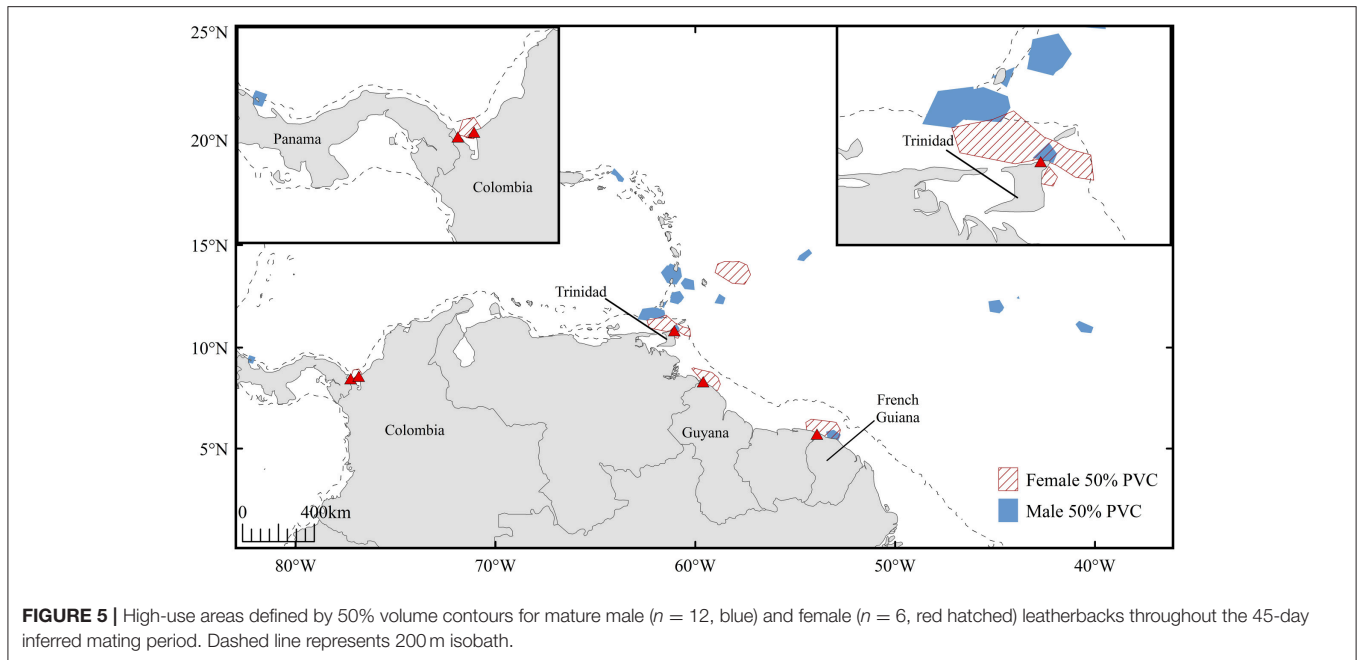 25°N
20°N
15°N
10°N
5°N
Panama
Colombia
Trinidad
Trinidad
Colombia
Guyana
French
Guiana
Female 50% PVC
Male 50% PVC
0 400km
80°W 70°W 60°W 50°W 40°W
FIGURE 5 | High-use areas defined by 50% volume contours for mature male (n = 12, blue) and female (n = 6, red hatched) leatherbacks throughout the 45-day
inferred mating period. Dashed line represents 200 m isobath.